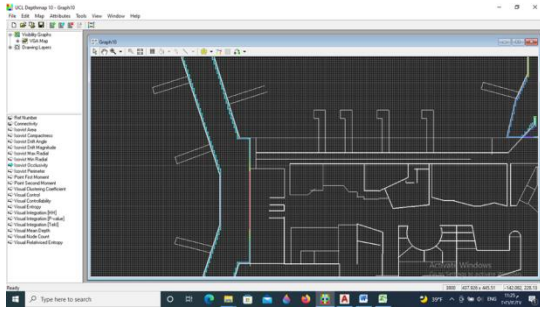 UCL Depthmap 10 - Graph10
File Edit Map Attributes Tools View Window Help
Visibility Graphs
VGA Map
Drawing Layers
Graph10
Ref Number
Connectivity
Isovist Area
Isovist Compactness
Isovist Drift Angle
Isovist Drift Magnitude
Isovist Max Radial
Isovist Min Radial
Isovist Occlusivity
Isovist Perimeter
Point First Moment
Point Second Moment
Visual Clustering Coefficient
Visual Control
Visual Controllability
Visual Entropy
Visual Integration [HH]
Visual Integration [P-value]
Visual Integration [Tekl]
Visual Mean Depth
Visual Node Count
Visual Relativised Entropy
Activate Windows
Ready
Type here to search
39°F
ENG